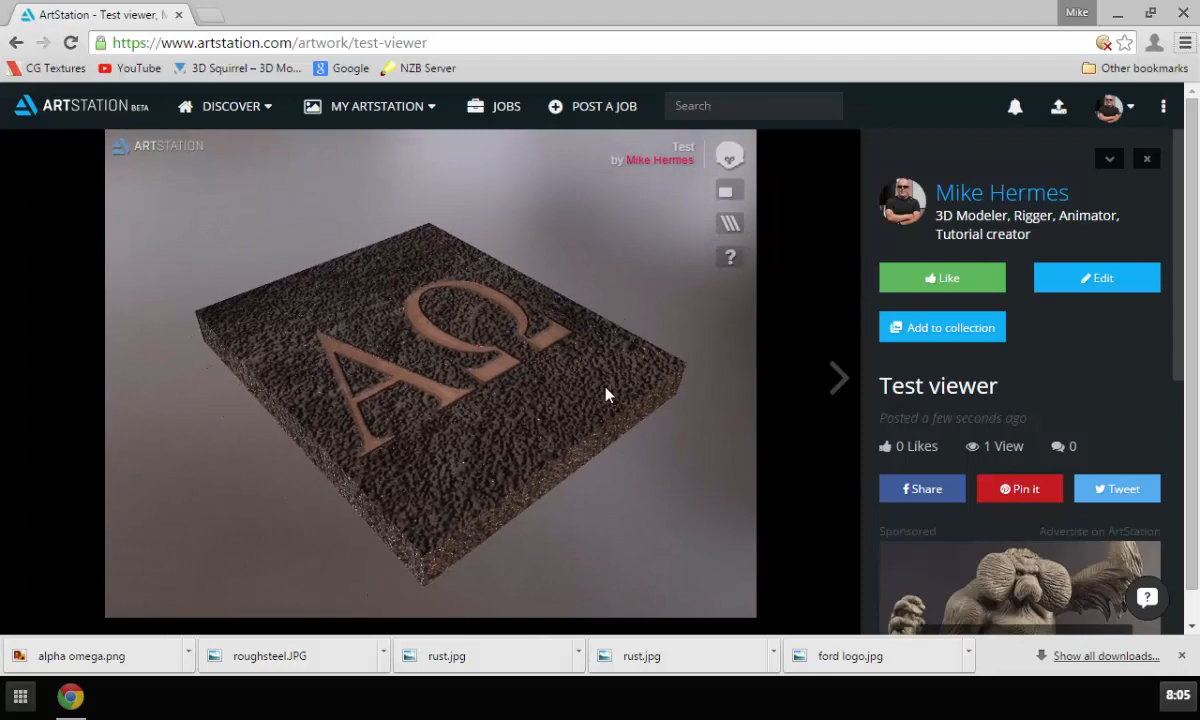 ArtStation - Test viewer, M
Mike
https://www.artstation.com/artwork/test-viewer
CG Textures
YouTube
3D Squirrel – 3D Mo...
Google
NZB Server
Other bookmarks
ARTSTATION BETA
DISCOVER
MY ARTSTATION
JOBS
POST A JOB
Search
ARTSTATION
Test
by Mike Hermes
?
ΑΩ
Mike Hermes
3D Modeler, Rigger, Animator,
Tutorial creator
Like
Edit
Add to collection
Test viewer
Posted a few seconds ago
0 Likes
1 View
0
Share
Pin it
Tweet
Sponsored
Advertise on ArtStation
alpha omega.png
roughsteel.JPG
rust.jpg
rust.jpg
ford logo.jpg
Show all downloads...
8:05